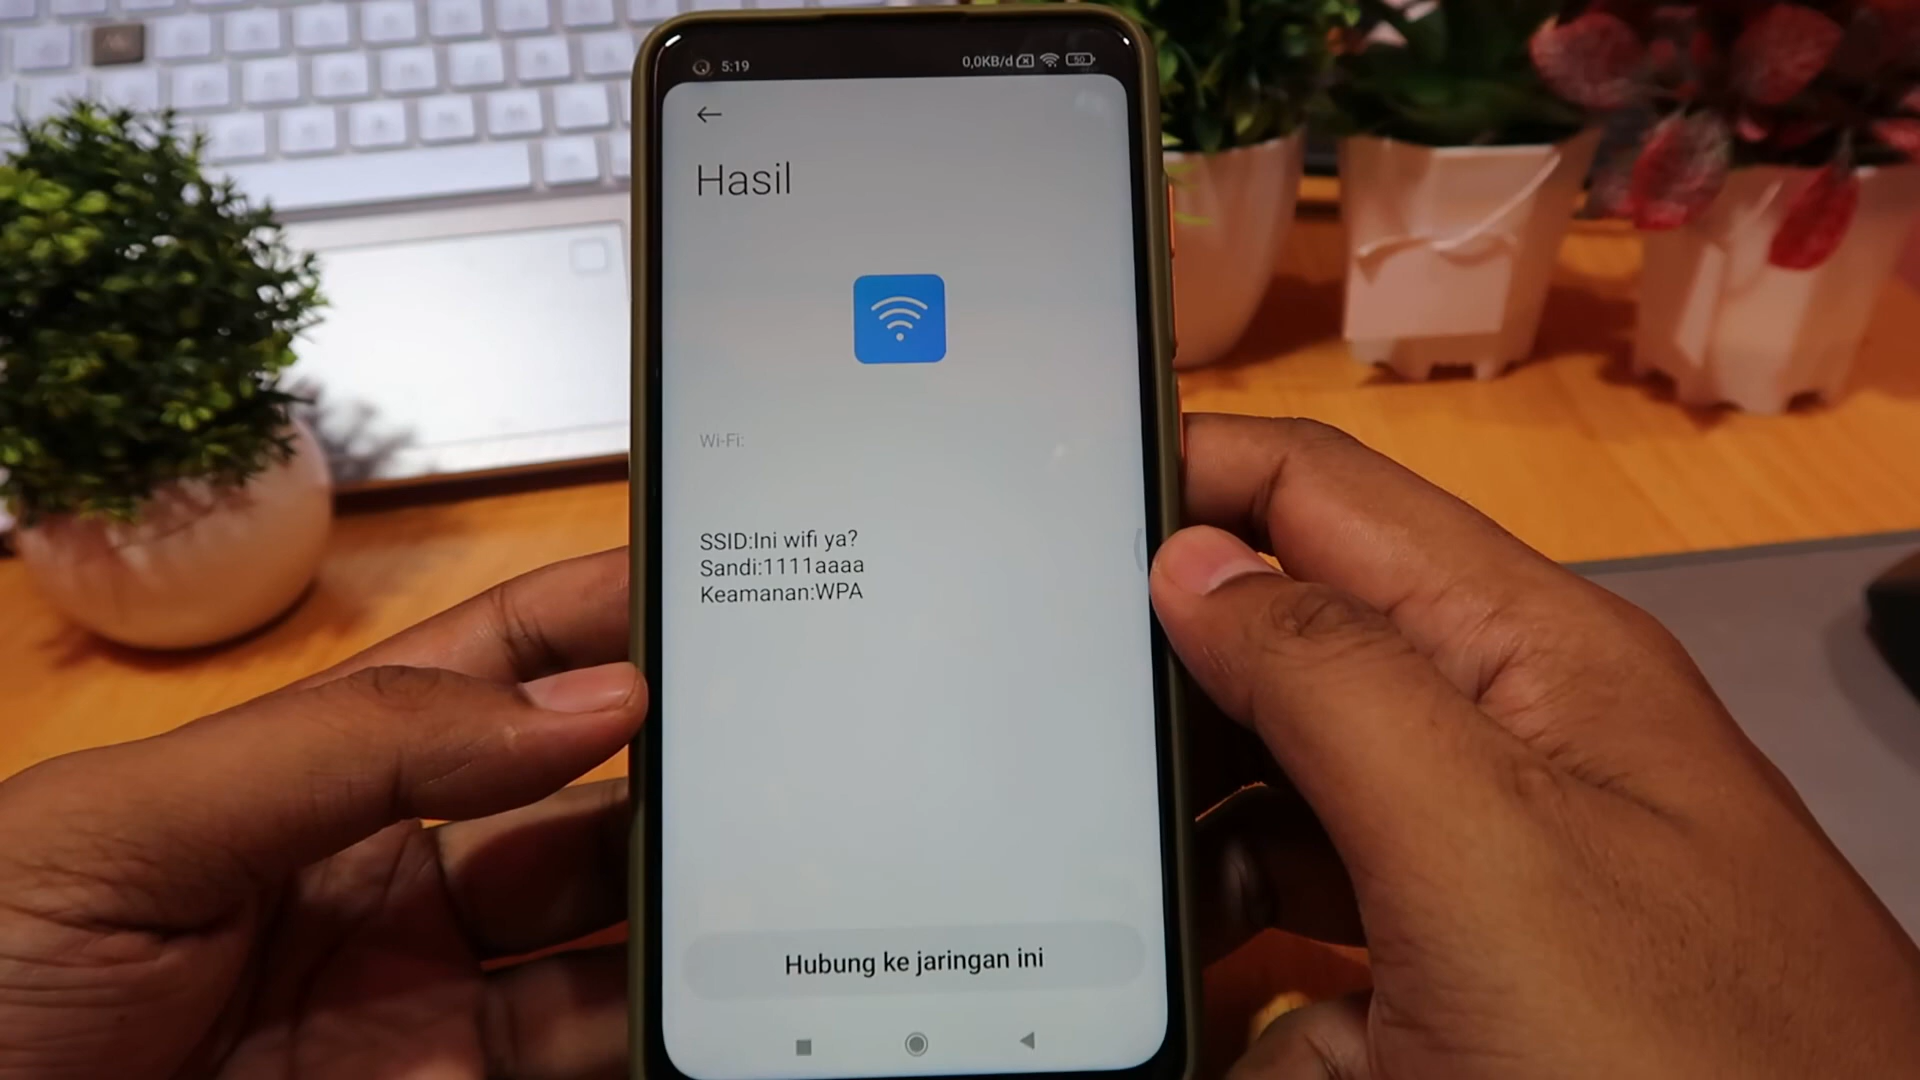 5:19
0,0KB/d
50
Hasil
Wi-Fi:
SSID:Ini wifi ya?
Sandi:1111aaaa
Keamanan:WPA
Hubung ke jaringan ini